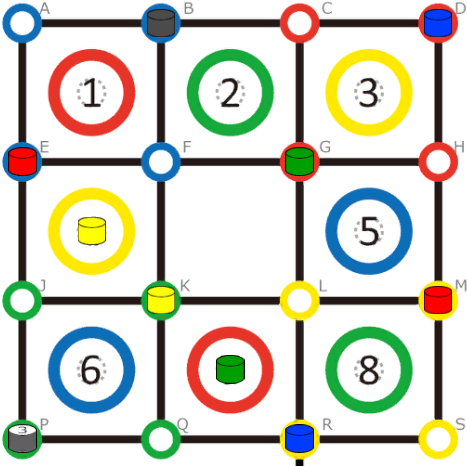 A B C D
1 2 3
E F G H
5
J K L M
6 8
3
P Q R S